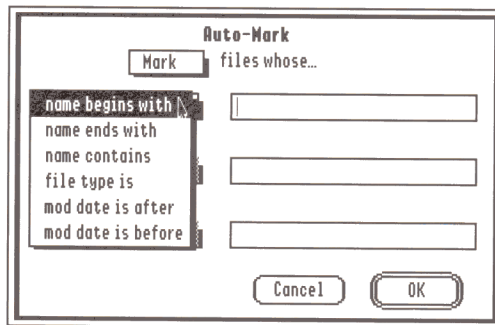 Auto-Mark
Mark files whose...
name begins with
name ends with
name contains
file type is
mod date is after
mod date is before
Cancel OK